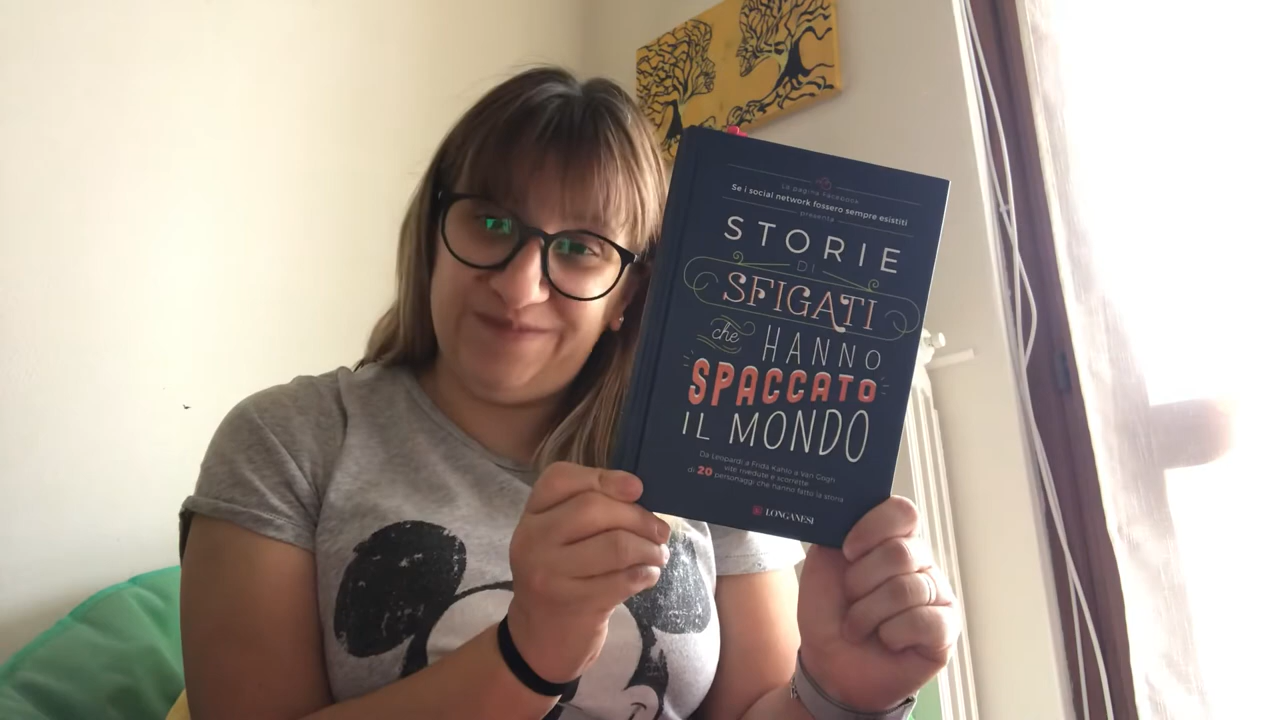 La pagina Facebook
Se i social network fossero sempre esistiti
presenta
STORIE
DI
SFIGATI
che HANNO
SPACCATO
IL MONDO
Da Leopardi a Frida Kahlo a Van Gogh
vite rivedute e scorrette
di 20 personaggi che hanno fatto la storia
LONGANESI